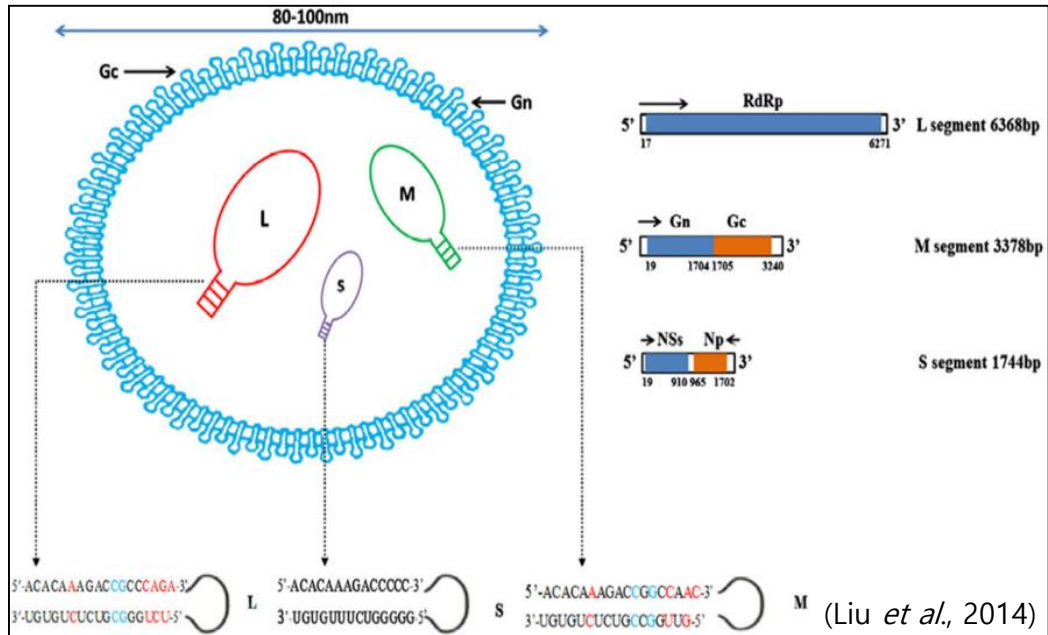 80-100nm
Gc
Gn
L
M
S
RdRp
5’ 3’ L segment 6368bp
17 6271
Gn Gc
5’ 3’ M segment 3378bp
19 1704 1705 3240
NSs Np
5’ 3’ S segment 1744bp
19 910 965 1702
5'-ACACAAAGACCGCCCAGA-3'
3'-UGUGUCUCUGCGGGUCU-5'
L
5'-ACACAAAGACCCCC-3'
3'-UGUGUUUCUGGGGG-5'
S
5'-ACACAAAGACCGGCCAAC-3'
3'-UGUGUCUCUGCCGGUUG-5'
M
(Liu et al., 2014)